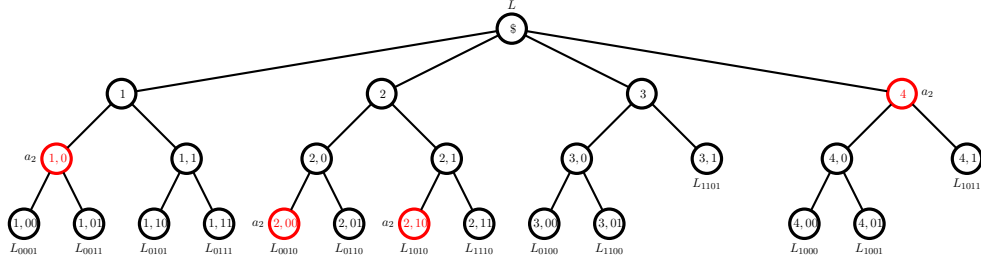 L
$
1 2 3 4 a₂
a₂ 1, 0 1, 1 2, 0 2, 1 3, 0 3, 1 4, 0 4, 1
L₁₁₀₁ L₁₀₁₁
1, 00 1, 01 1, 10 1, 11 a₂ 2, 00 2, 01 a₂ 2, 10 2, 11 3, 00 3, 01 4, 00 4, 01
L₀₀₀₁ L₀₀₁₁ L₀₁₀₁ L₀₁₁₁ L₀₀₁₀ L₀₁₁₀ L₁₀₁₀ L₁₁₁₀ L₀₁₀₀ L₁₁₀₀ L₁₀₀₀ L₁₀₀₁